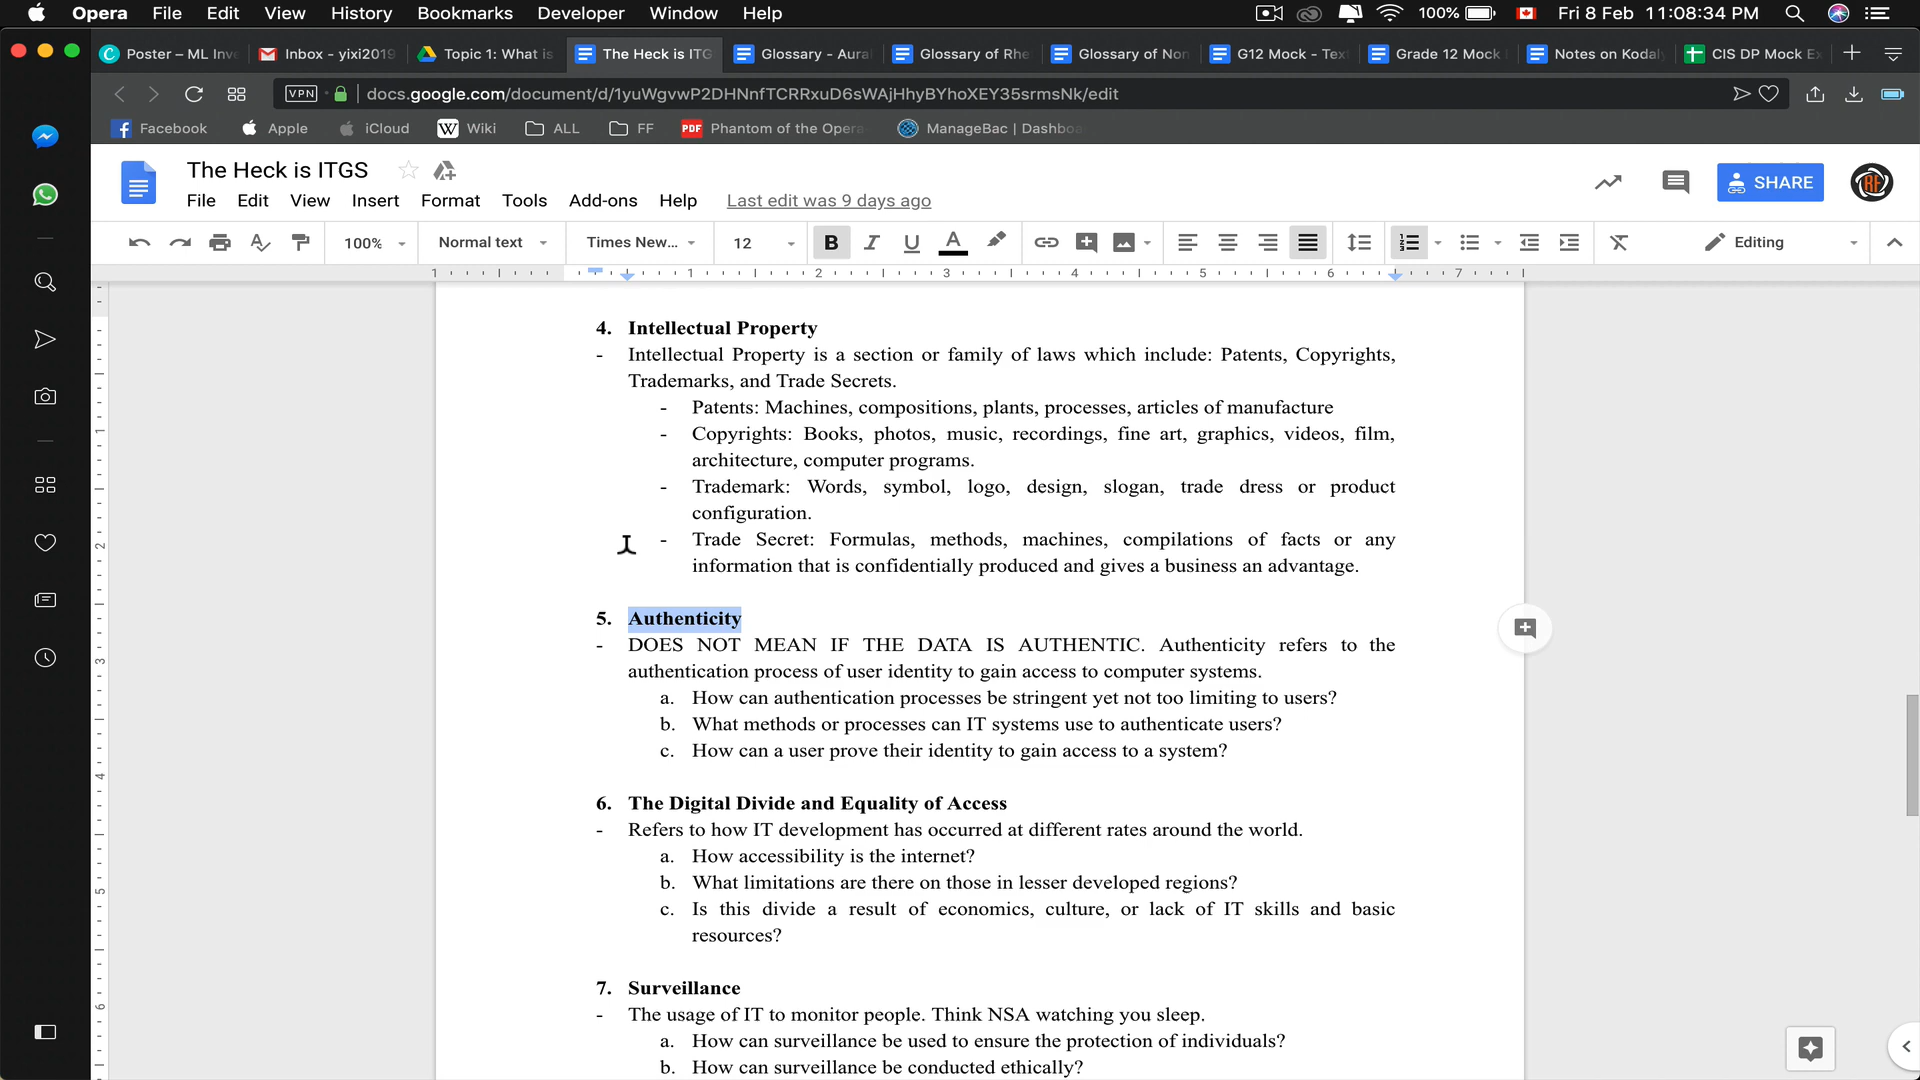 Opera File Edit View History Bookmarks Developer Window Help 100% Fri 8 Feb 11:08:34 PM
Poster – ML Inve Inbox - yixi2019 Topic 1: What is The Heck is ITGS Glossary - Aura Glossary of Rhe Glossary of Non G12 Mock - Text Grade 12 Mock Notes on Kodaly CIS DP Mock Ex
VPN docs.google.com/document/d/1yuWgvwP2DHNnfTCRRxuD6sWAjHhyBYhoXEY35srmsNk/edit
Facebook Apple iCloud W Wiki ALL FF PDF Phantom of the Opera ManageBac | Dashboa
The Heck is ITGS
File Edit View Insert Format Tools Add-ons Help Last edit was 9 days ago SHARE
100% Normal text Times New... 12 B I U A Editing
1 1 2 3 4 5 6 7
4. Intellectual Property
- Intellectual Property is a section or family of laws which include: Patents, Copyrights,
Trademarks, and Trade Secrets.
- Patents: Machines, compositions, plants, processes, articles of manufacture
- Copyrights: Books, photos, music, recordings, fine art, graphics, videos, film,
architecture, computer programs.
- Trademark: Words, symbol, logo, design, slogan, trade dress or product
configuration.
- Trade Secret: Formulas, methods, machines, compilations of facts or any
information that is confidentially produced and gives a business an advantage.
5. Authenticity
- DOES NOT MEAN IF THE DATA IS AUTHENTIC. Authenticity refers to the
authentication process of user identity to gain access to computer systems.
a. How can authentication processes be stringent yet not too limiting to users?
b. What methods or processes can IT systems use to authenticate users?
c. How can a user prove their identity to gain access to a system?
6. The Digital Divide and Equality of Access
- Refers to how IT development has occurred at different rates around the world.
a. How accessibility is the internet?
b. What limitations are there on those in lesser developed regions?
c. Is this divide a result of economics, culture, or lack of IT skills and basic
resources?
7. Surveillance
- The usage of IT to monitor people. Think NSA watching you sleep.
a. How can surveillance be used to ensure the protection of individuals?
b. How can surveillance be conducted ethically?